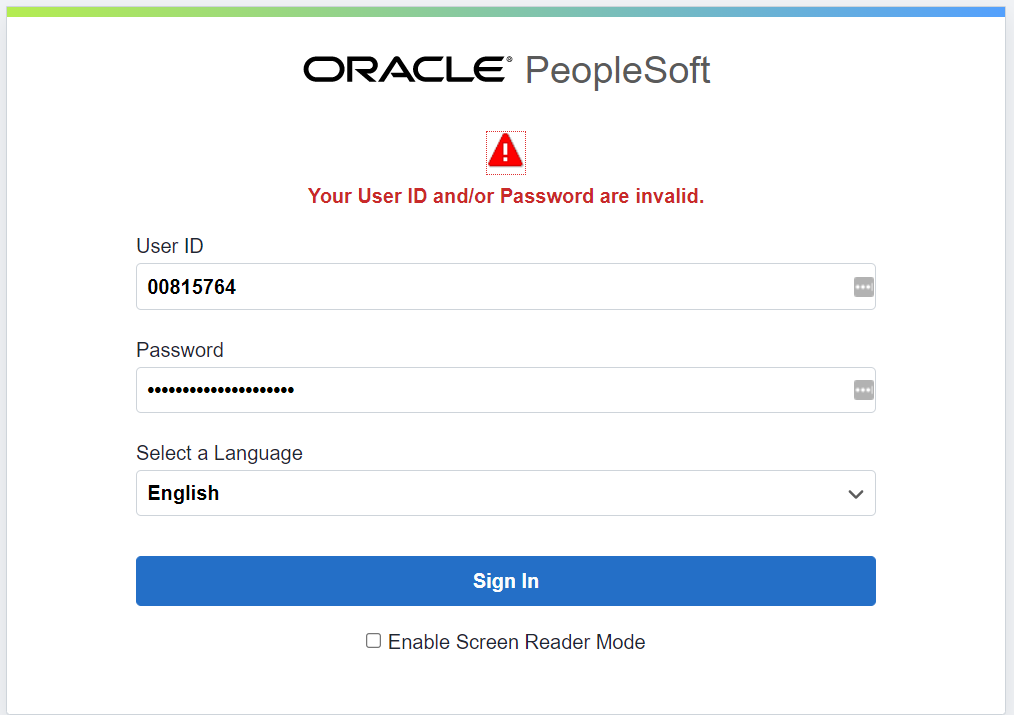 ORACLE® PeopleSoft
Your User ID and/or Password are invalid.
User ID
00815764
Password
•••••••••••••••••••••
Select a Language
English
Sign In
Enable Screen Reader Mode